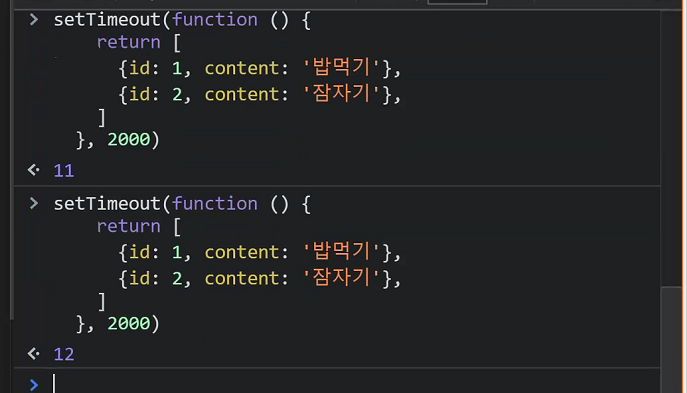 > setTimeout(function () {
return [
{id: 1, content: '밥먹기'},
{id: 2, content: '잠자기'},
]
}, 2000)
11
> setTimeout(function () {
return [
{id: 1, content: '밥먹기'},
{id: 2, content: '잠자기'},
]
}, 2000)
12
>